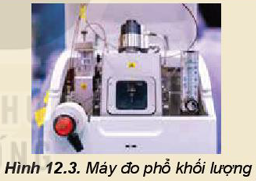 Hình 12.3. Máy đo phổ khối lượng